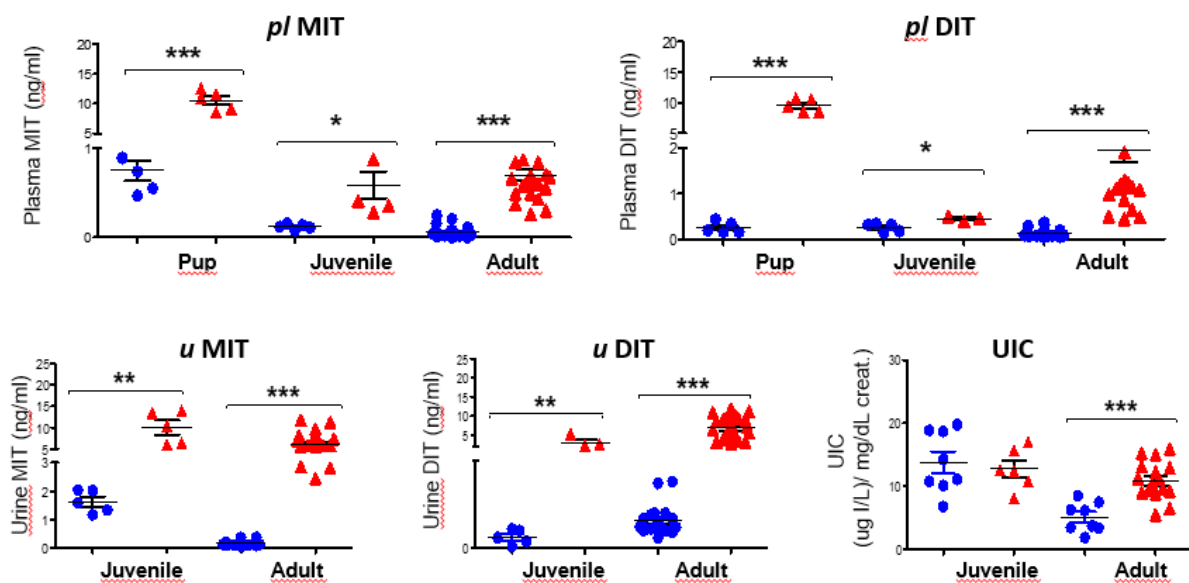 pl MIT
Plasma MIT (ng/ml)
20
15
10
5
1
0
***
*
***
Pup Juvenile Adult
pl DIT
Plasma DIT (ng/ml)
20
15
10
5
2
1
0
***
*
***
Pup Juvenile Adult
u MIT
Urine MIT (ng/ml)
25
20
15
10
5
3
2
1
0
**
***
Juvenile Adult
u DIT
Urine DIT (ng/ml)
25
20
15
10
5
0
**
***
Juvenile Adult
UIC
UIC
(ug I/L)/ mg/dL creat.)
30
20
10
0
***
Juvenile Adult